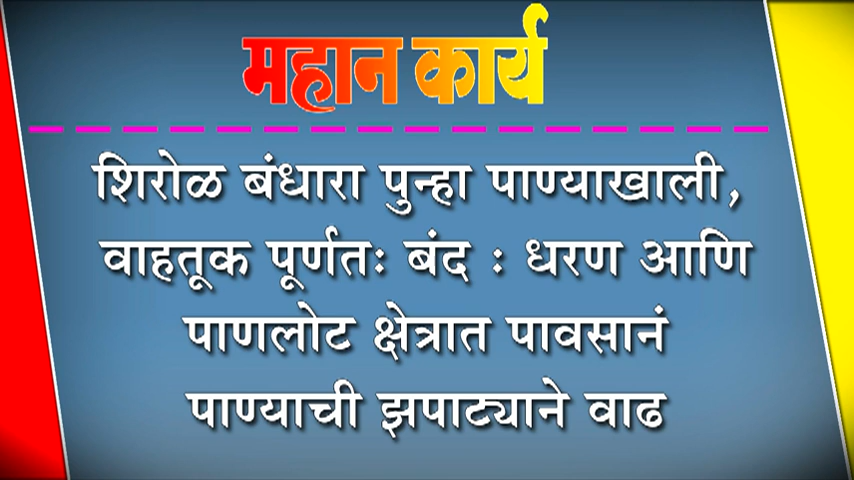 महान कार्य
शिरोळ बंधारा पुन्हा पाण्याखाली,
वाहतूक पूर्णतः बंद : धरण आणि
पाणलोट क्षेत्रात पावसानं
पाण्याची झपाट्याने वाढ